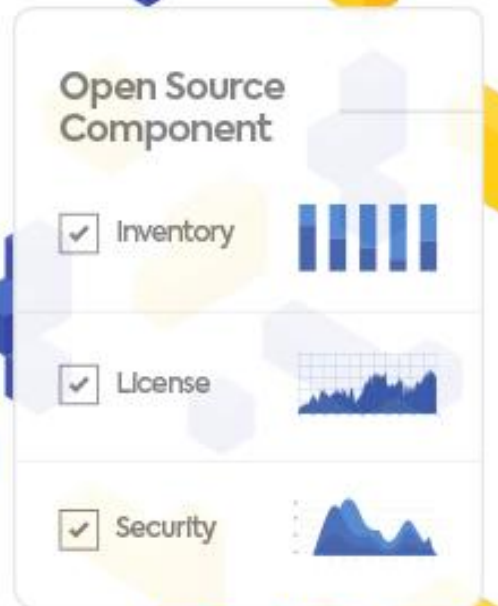 Open Source
Component
Inventory
License
Security